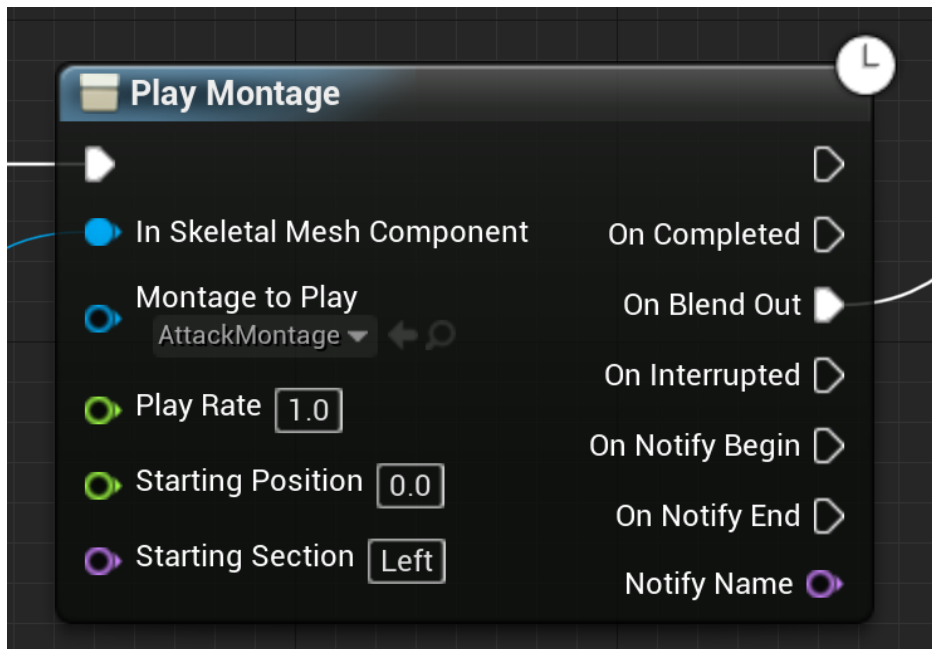 Play Montage
In Skeletal Mesh Component
On Completed
Montage to Play
AttackMontage
On Blend Out
On Interrupted
Play Rate 1.0
On Notify Begin
Starting Position 0.0
On Notify End
Starting Section Left
Notify Name